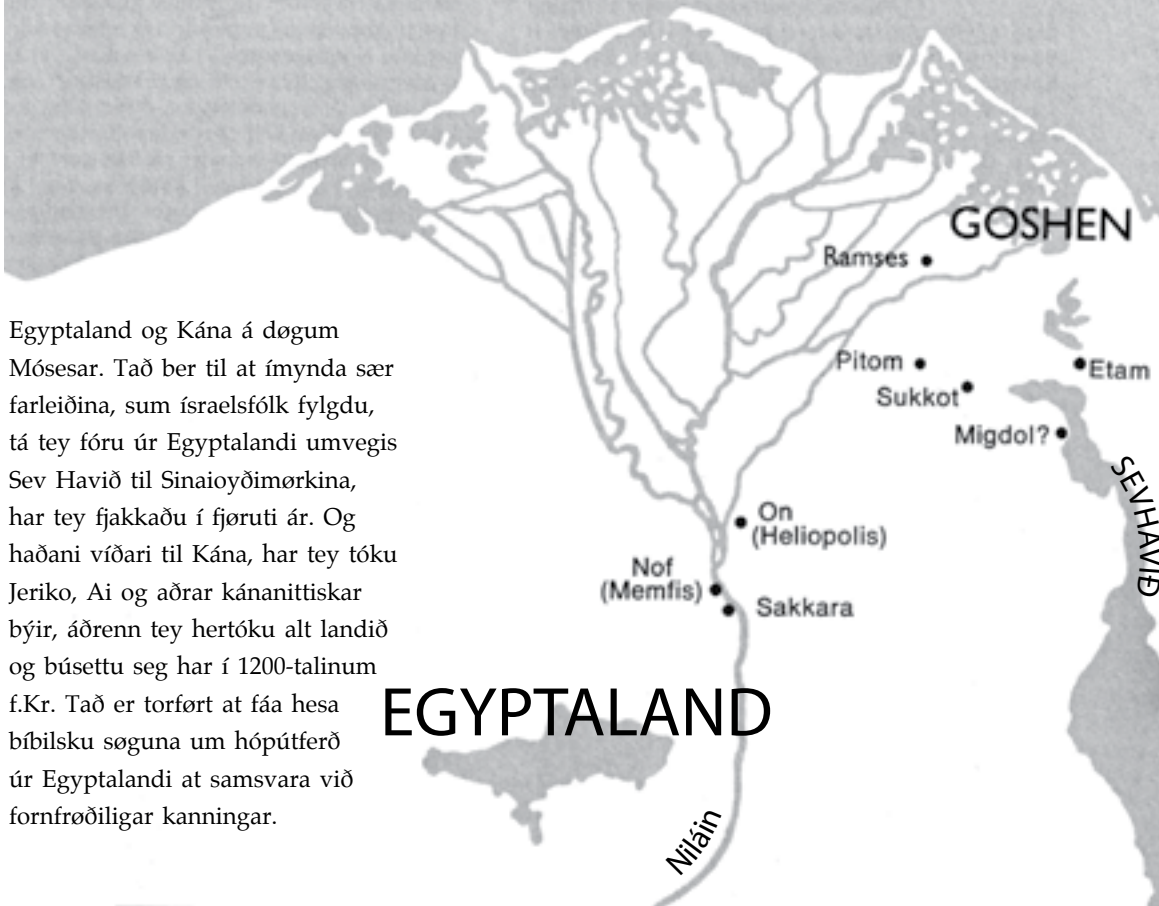 GOSHEN
Ramses
Egyptaland og Kána á døgum
Mósesar. Tað ber til at ímynda sær
farleiðina, sum ísraelsfólk fylgdu,
tá tey fóru úr Egyptalandi umvegis
Sev Havið til Sinaioyðimørkina,
har tey fjakkaðu í fjøruti ár. Og
haðani víðari til Kána, har tey tóku
Jeriko, Ai og aðrar kánanittiskar
býir, áðrenn tey hertóku alt landið
og búsettu seg har í 1200-talinum
f.Kr. Tað er torført at fáa hesa
bíbilsku søguna um hópútferð
úr Egyptalandi at samsvara við
fornfrøðiligar kanningar.
Pitom
Etam
Sukkot
Migdol?
SEVHAVIÐ
On
(Heliopolis)
Nof
(Memfis)
Sakkara
EGYPTALAND
Niláin